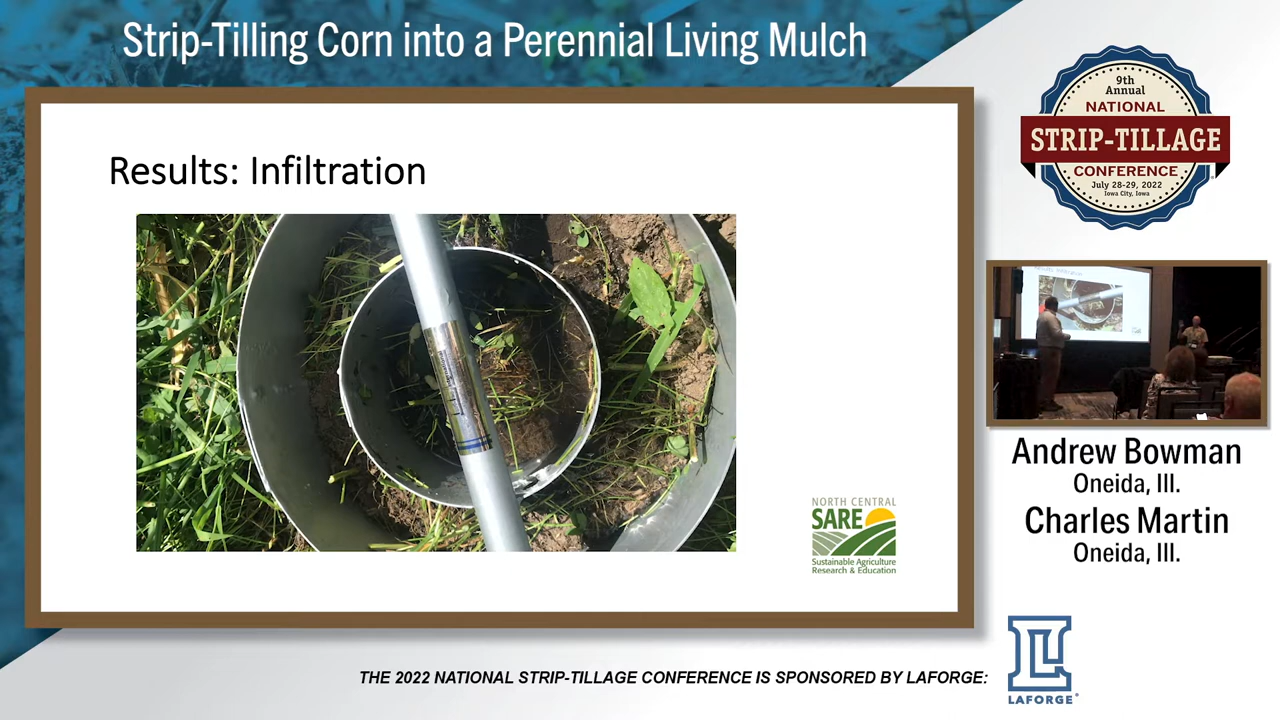 Strip-Tilling Corn into a Perennial Living Mulch
9th
Annual
NATIONAL
STRIP-TILLAGE
CONFERENCE
July 28-29, 2022
Iowa City, Iowa
Results: Infiltration
NORTH CENTRAL
SARE
Sustainable Agriculture
Research & Education
Andrew Bowman
Oneida, Ill.
Charles Martin
Oneida, Ill.
THE 2022 NATIONAL STRIP-TILLAGE CONFERENCE IS SPONSORED BY LAFORGE:
LAFORGE®